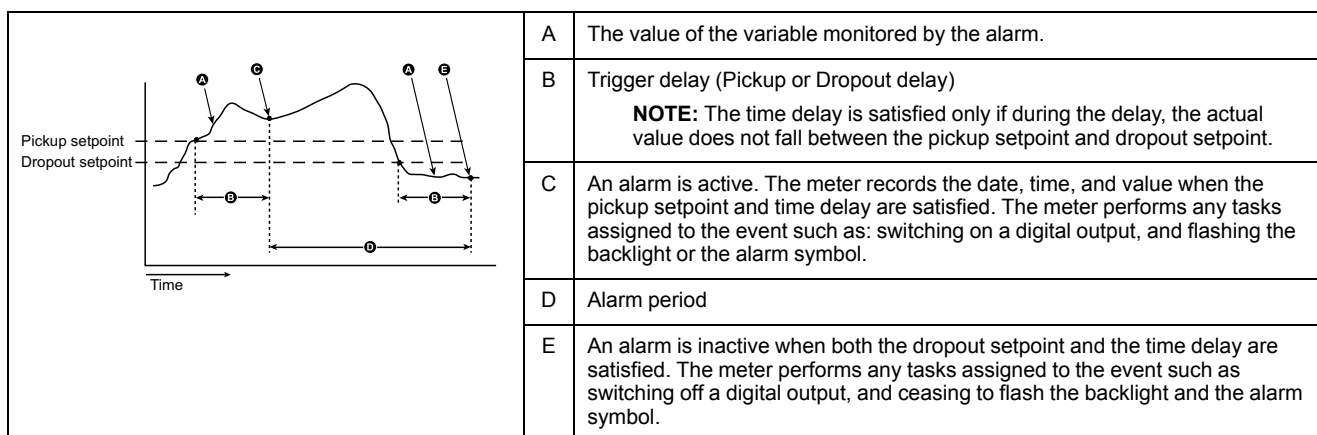 A C A E
Pickup setpoint
Dropout setpoint
B B
D
Time
A The value of the variable monitored by the alarm.
B Trigger delay (Pickup or Dropout delay)
NOTE: The time delay is satisfied only if during the delay, the actual
value does not fall between the pickup setpoint and dropout setpoint.
C An alarm is active. The meter records the date, time, and value when the
pickup setpoint and time delay are satisfied. The meter performs any tasks
assigned to the event such as: switching on a digital output, and flashing the
backlight or the alarm symbol.
D Alarm period
E An alarm is inactive when both the dropout setpoint and the time delay are
satisfied. The meter performs any tasks assigned to the event such as
switching off a digital output, and ceasing to flash the backlight and the alarm
symbol.